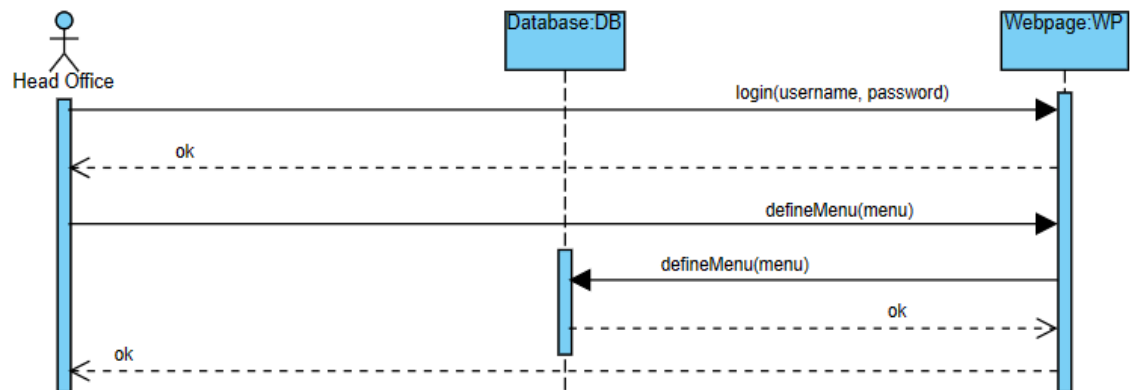 Database:DB
Webpage:WP
Head Office
login(username, password)
ok
defineMenu(menu)
defineMenu(menu)
ok
ok